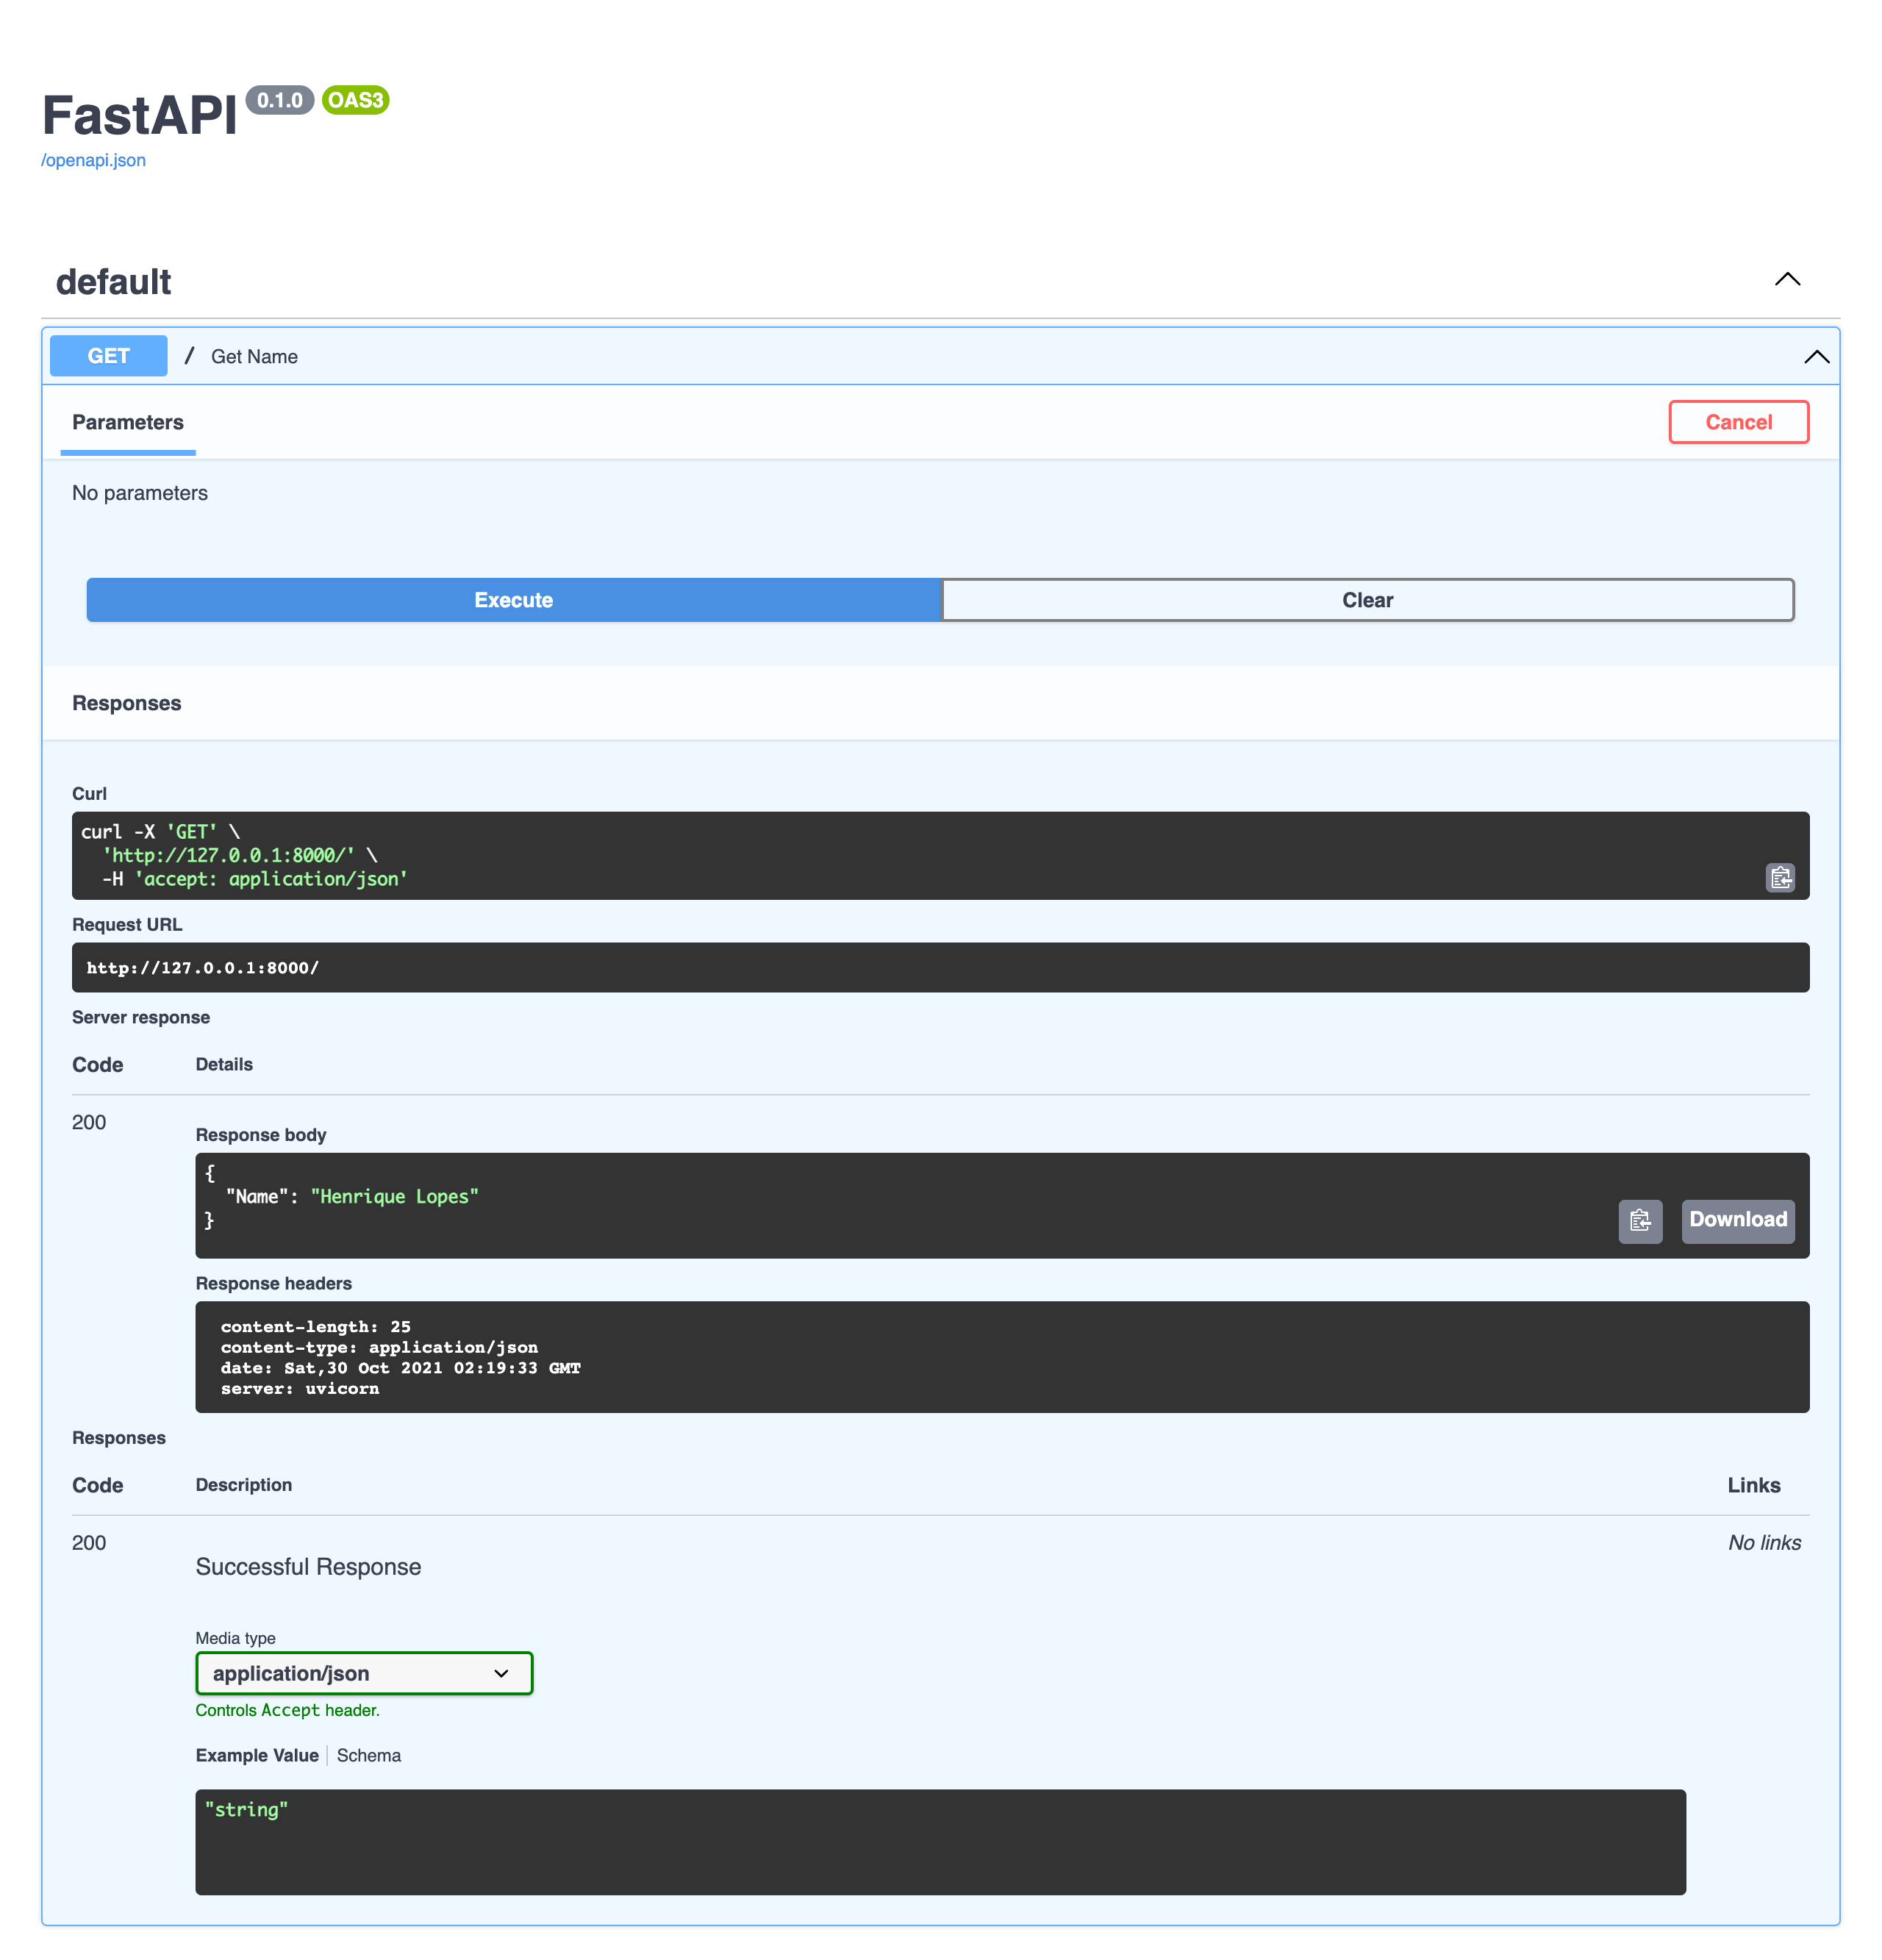 FastAPI 0.1.0 OAS3
/openapi.json
default
GET / Get Name
Parameters Cancel
No parameters
Execute Clear
Responses
Curl
curl -X 'GET' \
  'http://127.0.0.1:8000/' \
  -H 'accept: application/json'
Request URL
http://127.0.0.1:8000/
Server response
Code Details
200
Response body
{
  "Name": "Henrique Lopes"
}
Download
Response headers
content-length: 25
content-type: application/json
date: Sat,30 Oct 2021 02:19:33 GMT
server: uvicorn
Responses
Code Description Links
200 No links
Successful Response
Media type
application/json
Controls Accept header.
Example Value Schema
"string"